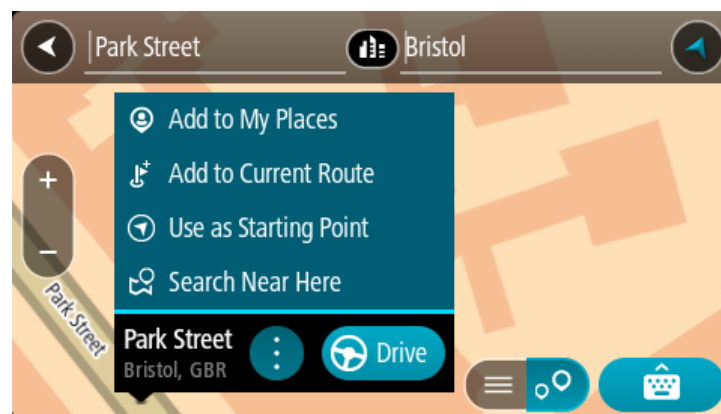 Park Street
Bristol
Add to My Places
Add to Current Route
Use as Starting Point
Search Near Here
Park Street
Park Street
Bristol, GBR
Drive